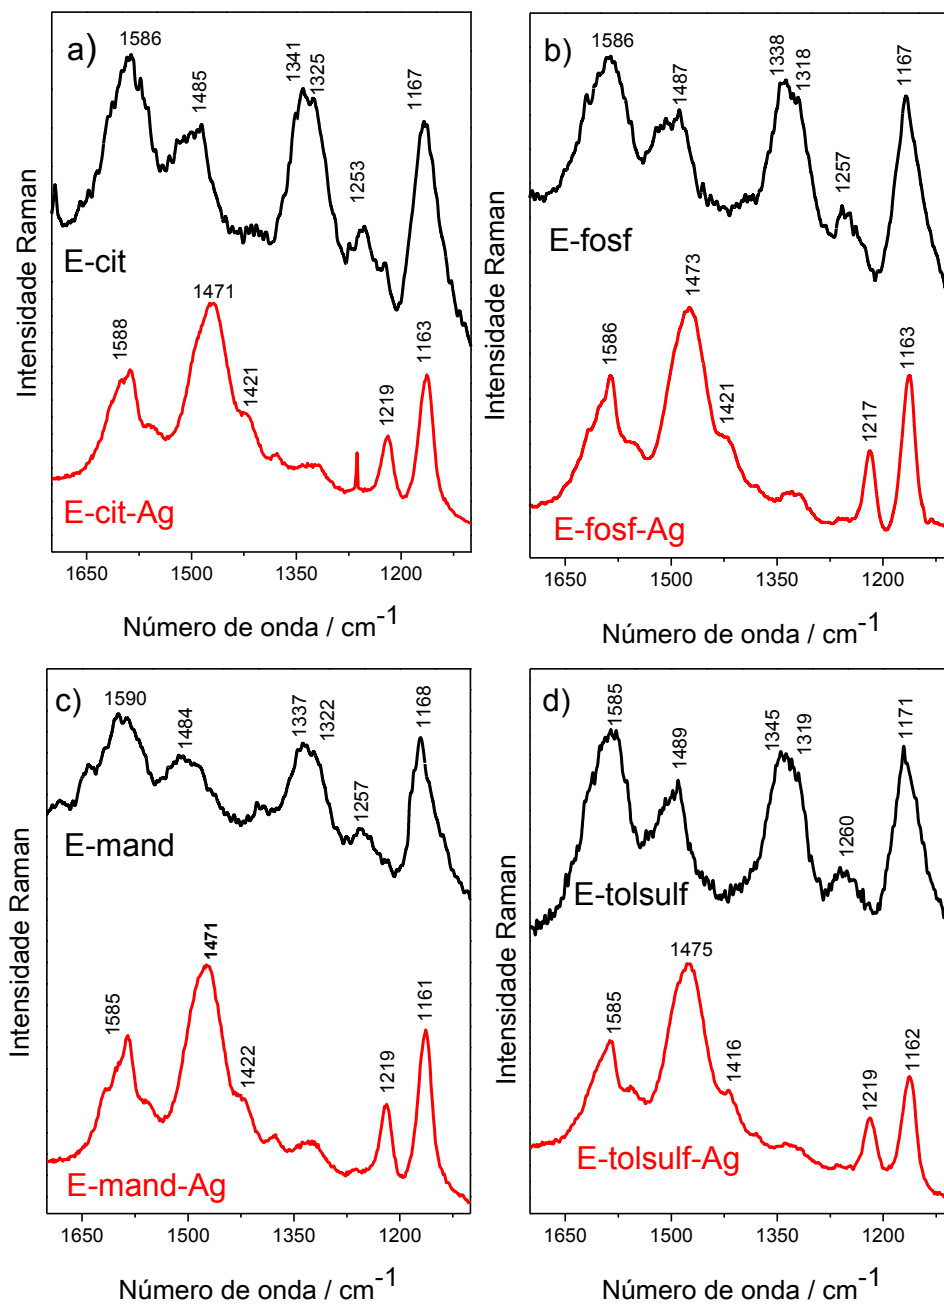 a)
1586
1485
1341
1325
1253
1167
E-cit
1588
1471
1421
1219
1163
E-cit-Ag
Intensidade Raman
1650 1500 1350 1200
Número de onda / cm-1
b)
1586
1487
1338
1318
1257
1167
E-fosf
1586
1473
1421
1217
1163
E-fosf-Ag
Intensidade Raman
1650 1500 1350 1200
Número de onda / cm-1
c)
1590
1484
1337
1322
1257
1168
E-mand
1585
1471
1422
1219
1161
E-mand-Ag
Intensidade Raman
1650 1500 1350 1200
Número de onda / cm-1
d)
1585
1489
1345
1319
1260
1171
E-tolsulf
1585
1475
1416
1219
1162
E-tolsulf-Ag
Intensidade Raman
1650 1500 1350 1200
Número de onda / cm-1